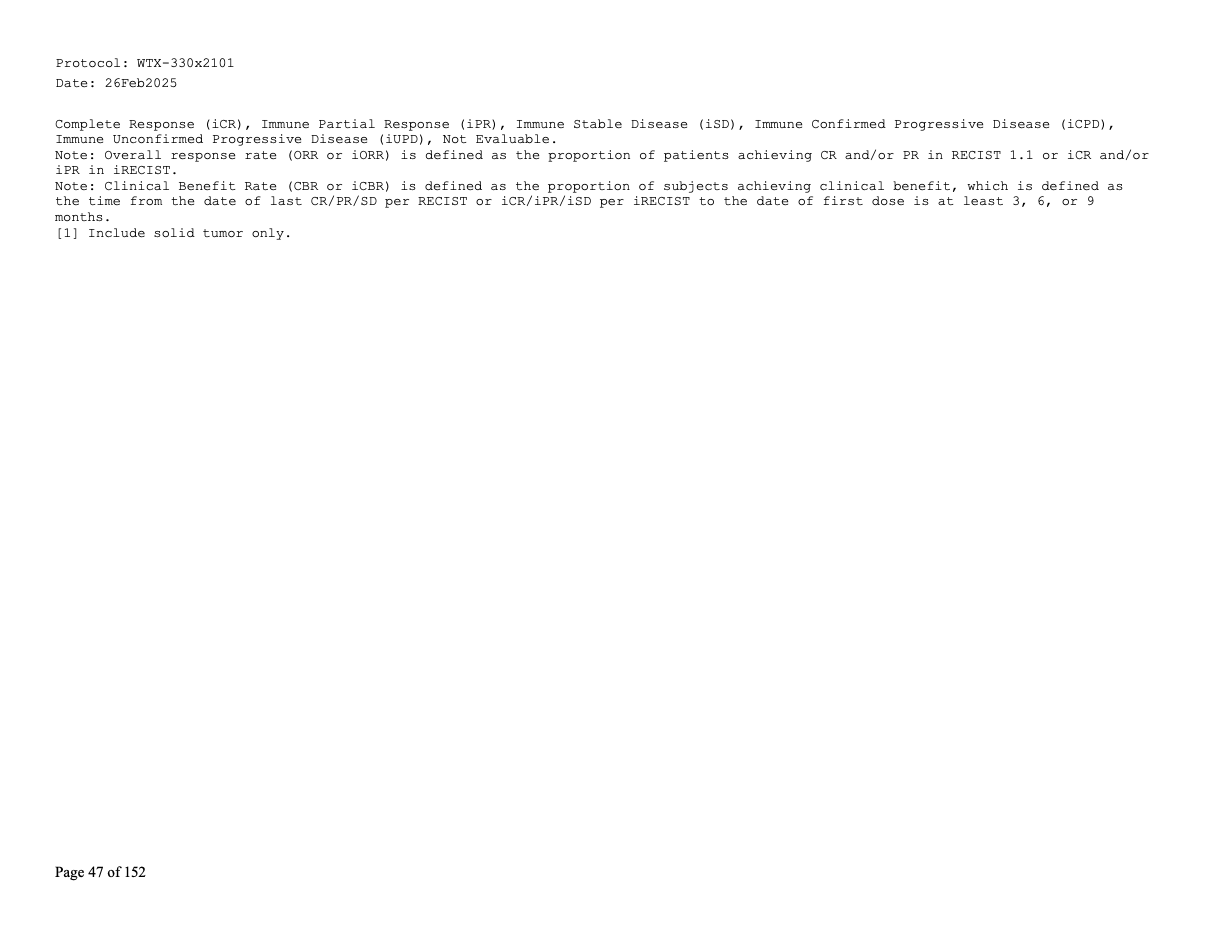 Protocol: WTX-330x2101
Date: 26Feb2025
Complete Response (iCR), Immune Partial Response (iPR), Immune Stable Disease (iSD), Immune Confirmed Progressive Disease (iCPD),
Immune Unconfirmed Progressive Disease (iUPD), Not Evaluable.
Note: Overall response rate (ORR or iORR) is defined as the proportion of patients achieving CR and/or PR in RECIST 1.1 or iCR and/or
iPR in iRECIST.
Note: Clinical Benefit Rate (CBR or iCBR) is defined as the proportion of subjects achieving clinical benefit, which is defined as
the time from the date of last CR/PR/SD per RECIST or iCR/iPR/iSD per iRECIST to the date of first dose is at least 3, 6, or 9
months.
[1] Include solid tumor only.
Page 47 of 152